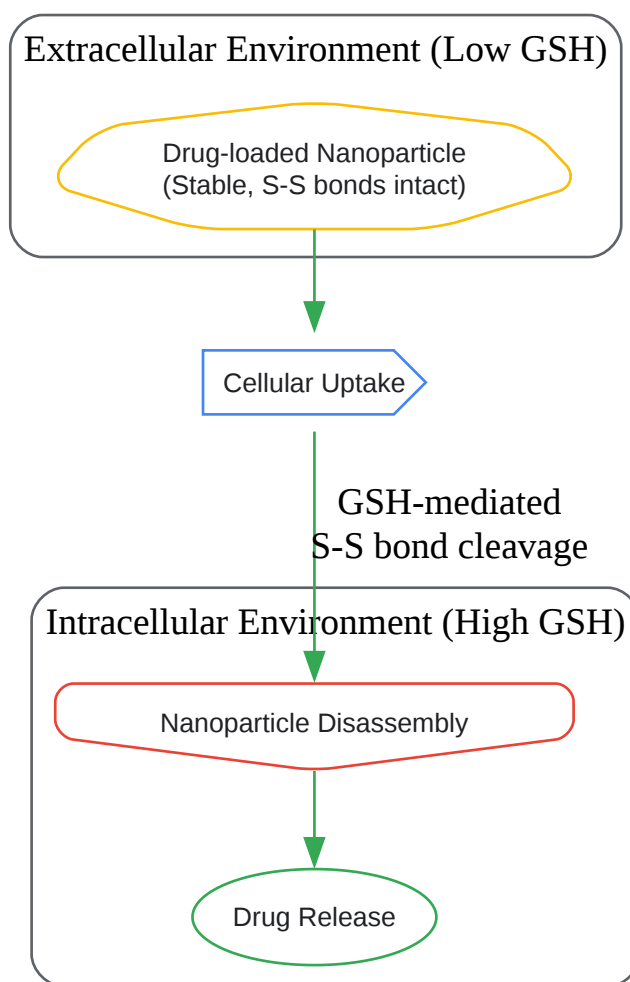 Extracellular Environment (Low GSH)
Drug-loaded Nanoparticle
(Stable, S-S bonds intact)
Cellular Uptake
GSH-mediated
S-S bond cleavage
Intracellular Environment (High GSH)
Nanoparticle Disassembly
Drug Release